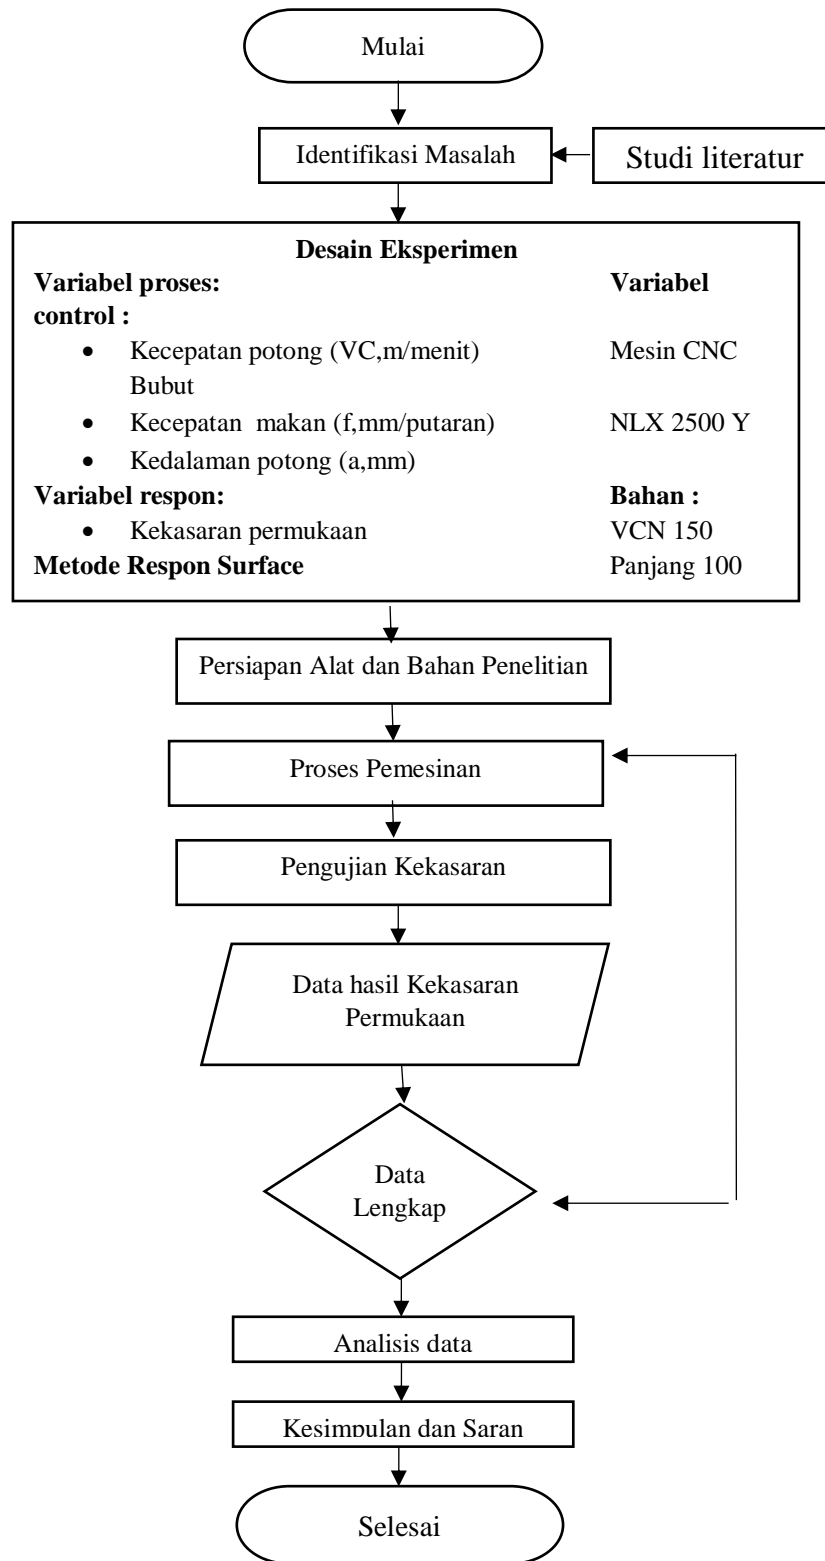 Mulai
Identifikasi Masalah
Studi literatur
Desain Eksperimen
Variabel proses: Variabel
control :
• Kecepatan potong (VC,m/menit) Mesin CNC
Bubut
• Kecepatan makan (f,mm/putaran) NLX 2500 Y
• Kedalaman potong (a,mm)
Variabel respon: Bahan :
• Kekasaran permukaan VCN 150
Metode Respon Surface Panjang 100
Persiapan Alat dan Bahan Penelitian
Proses Pemesinan
Pengujian Kekasaran
Data hasil Kekasaran
Permukaan
Data
Lengkap
Analisis data
Kesimpulan dan Saran
Selesai